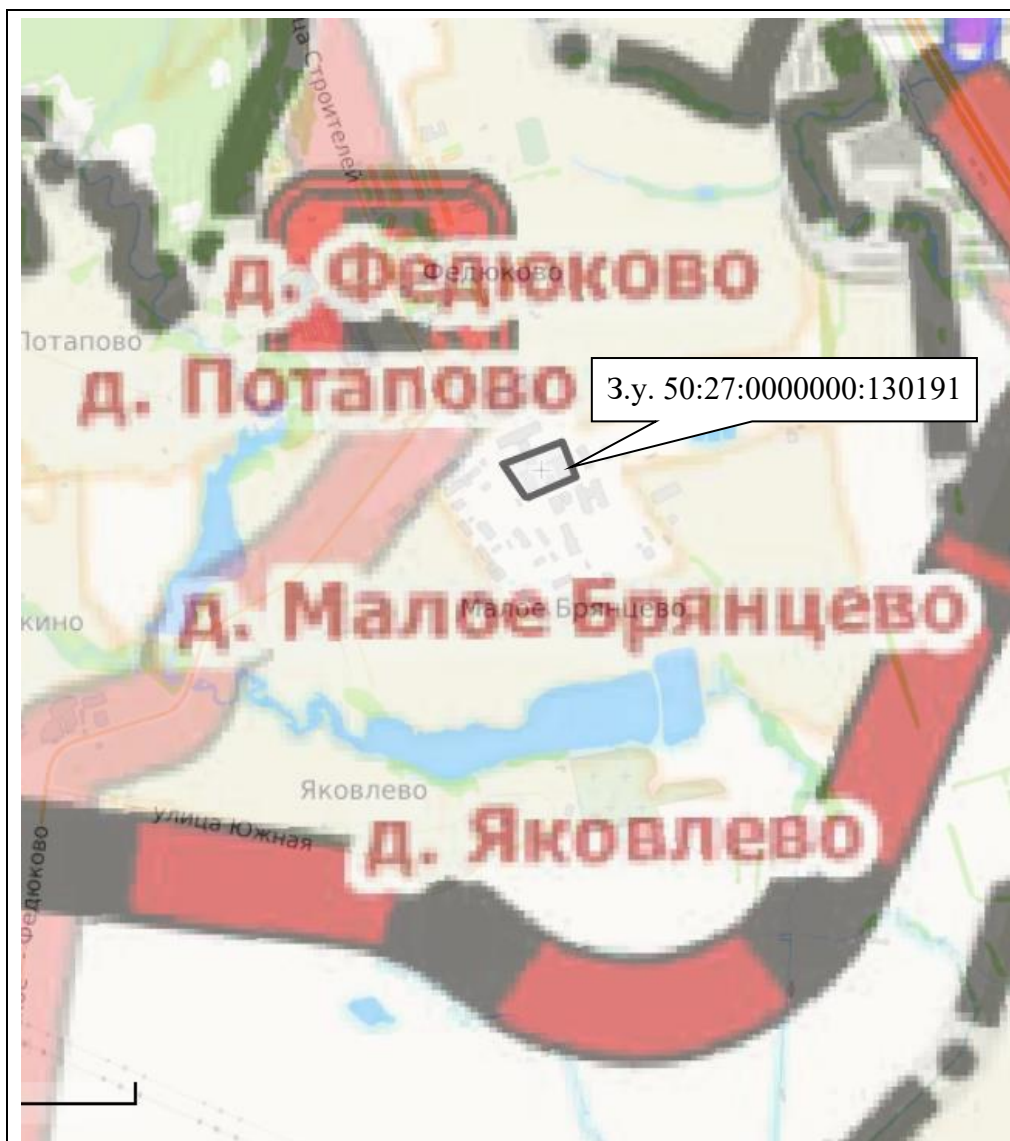 ца Строителей
д. Федюково
Федюково
Потапово
д. Потапово
З.у. 50:27:0000000:130191
д. Малое Брянцево
Малое Брянцево
кино
Яковлево
улица Южная
д. Яковлево
Федюково